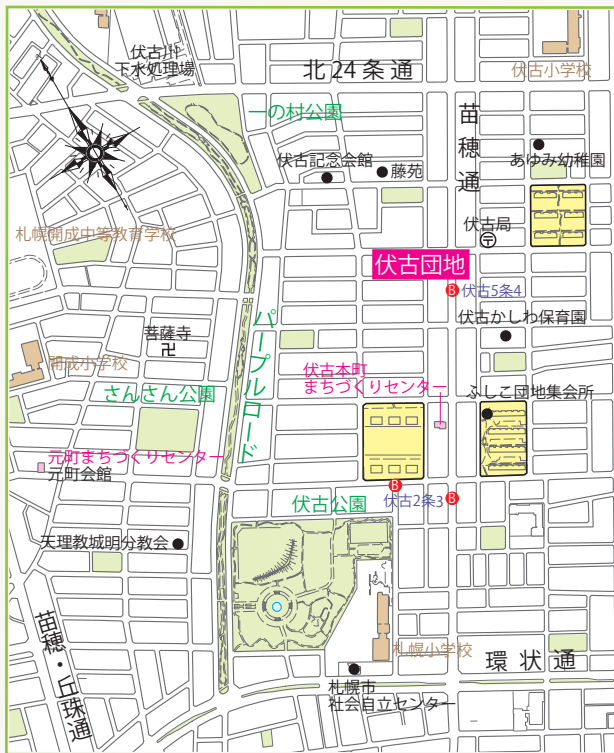 伏古川
下水処理場
北24条通
伏古小学校
一の村公園
苗穂通
あゆみ幼稚園
伏古記念会館
藤苑
伏古局
札幌開成中等教育学校
伏古団地
B 伏古5条4
パープルロード
伏古かしわ保育園
菩薩寺
開成小学校
伏古本町
まちづくりセンター
さんさん公園
ふしこ団地集会所
元町まちづくりセンター
元町会館
B
伏古公園
伏古2条3 B
天理教城明分教会
苗穂・丘珠通
札幌小学校
環状通
札幌市
社会自立センター